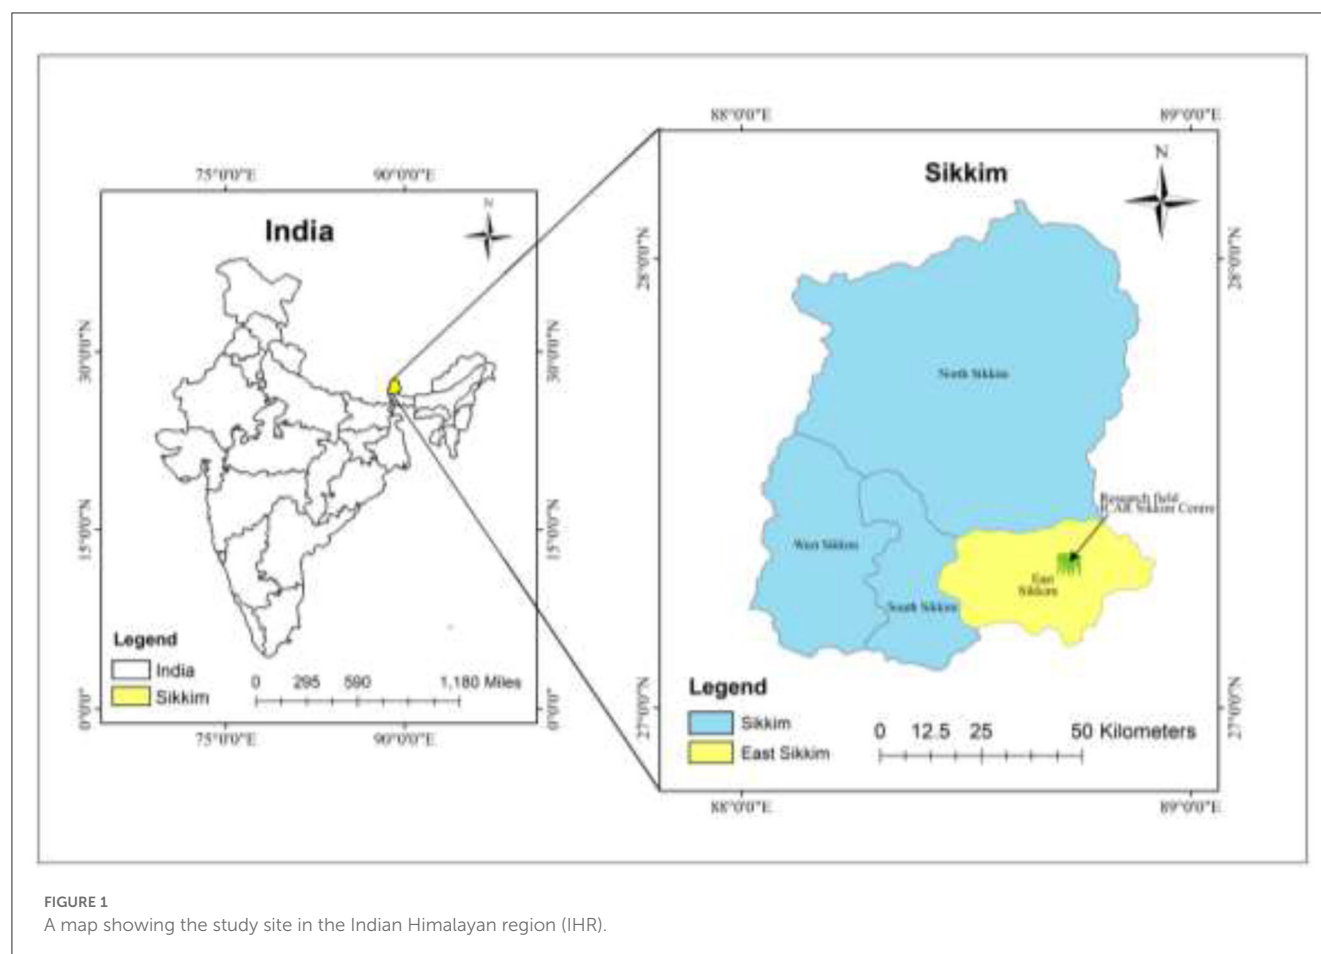 88°0'0"E
89°0'0"E
Sikkim
N
28°0'0"N
28°0'0"N
North Sikkim
Research field
ICAR Sikkim Centre
West Sikkim
East
Sikkim
South Sikkim
27°0'0"N
27°0'0"N
Legend
Sikkim
East Sikkim
0 12.5 25 50 Kilometers
88°0'0"E
89°0'0"E
75°0'0"E
90°0'0"E
India
N
30°0'0"N
30°0'0"N
15°0'0"N
15°0'0"N
Legend
India
Sikkim
0 295 590 1,180 Miles
0°0'0"
0°0'0"
75°0'0"E
90°0'0"E
FIGURE 1
A map showing the study site in the Indian Himalayan region (IHR).